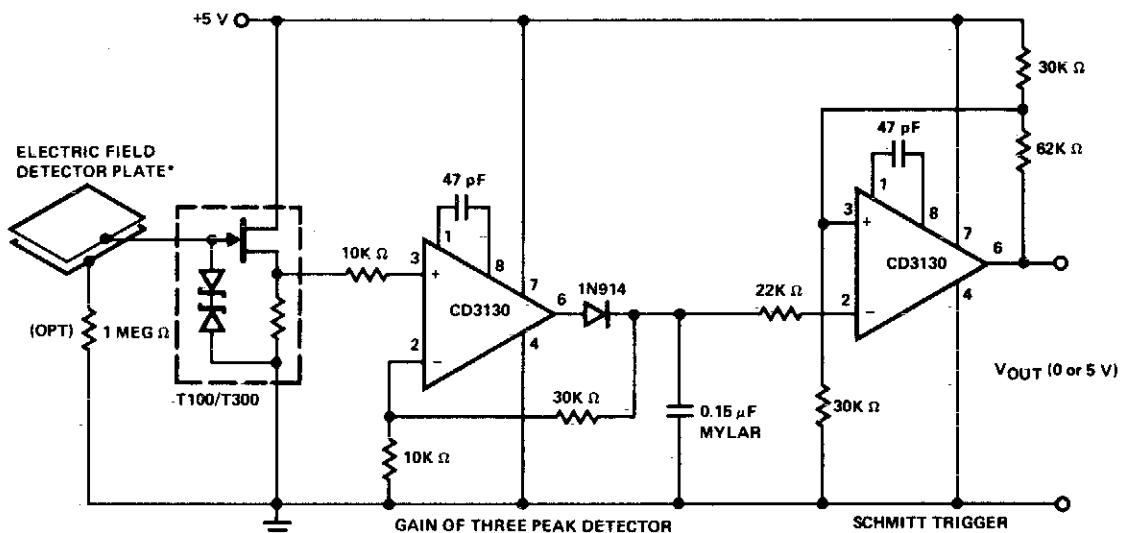 +5 V
30K Ω
62K Ω
ELECTRIC FIELD
DETECTOR PLATE*
47 pF
1
8
3
+
2
−
7
6
4
CD3130
10K Ω
1N914
22K Ω
47 pF
1
8
3
+
2
−
7
6
4
CD3130
(OPT)
1 MEG Ω
T100/T300
30K Ω
10K Ω
0.15 μF
MYLAR
30K Ω
VOUT (0 or 5 V)
GAIN OF THREE PEAK DETECTOR
SCHMITT TRIGGER